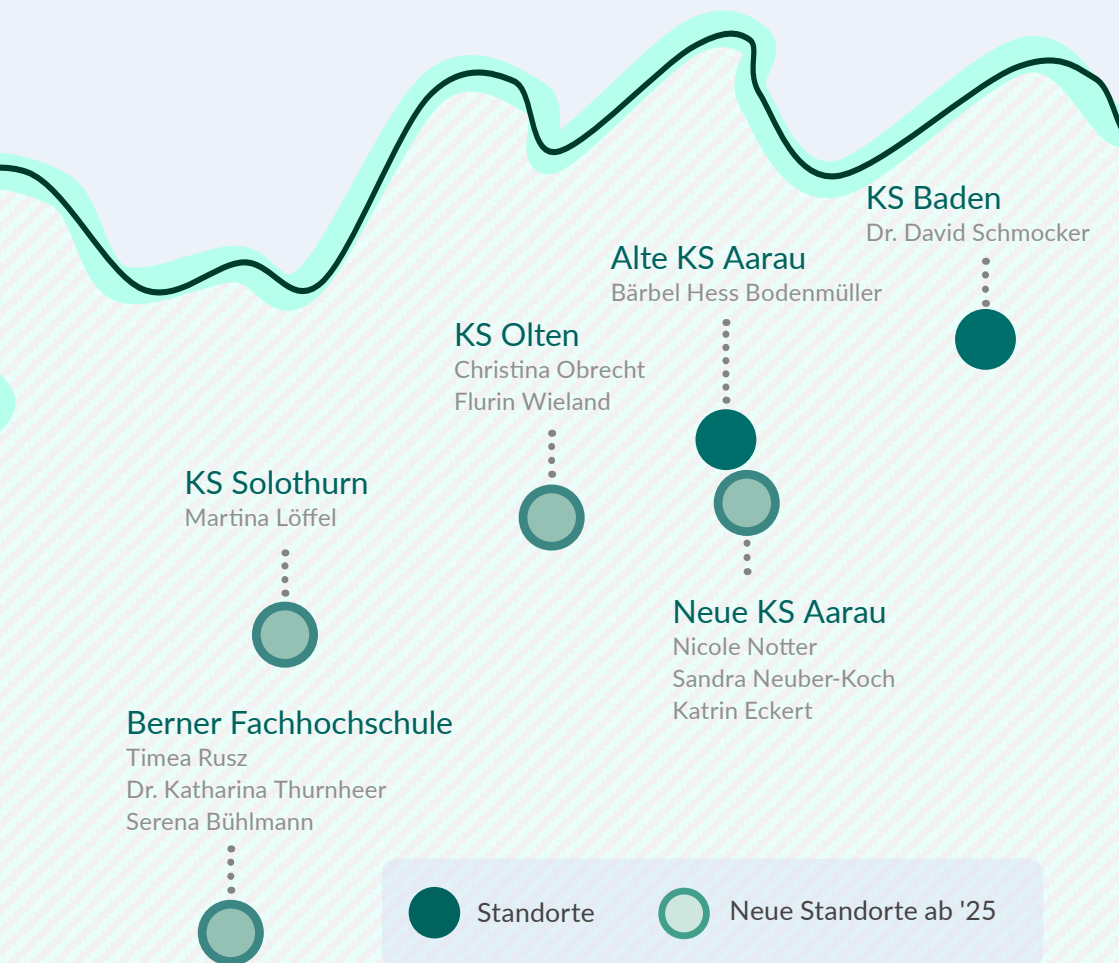 KS Baden
Dr. David Schmocker
Alte KS Aarau
Bärbel Hess Bodenmüller
KS Olten
Christina Obrecht
Flurin Wieland
KS Solothurn
Martina Löffel
Neue KS Aarau
Nicole Notter
Sandra Neuber-Koch
Katrin Eckert
Berner Fachhochschule
Timea Rusz
Dr. Katharina Thurnheer
Serena Bühlmann
Standorte
Neue Standorte ab '25